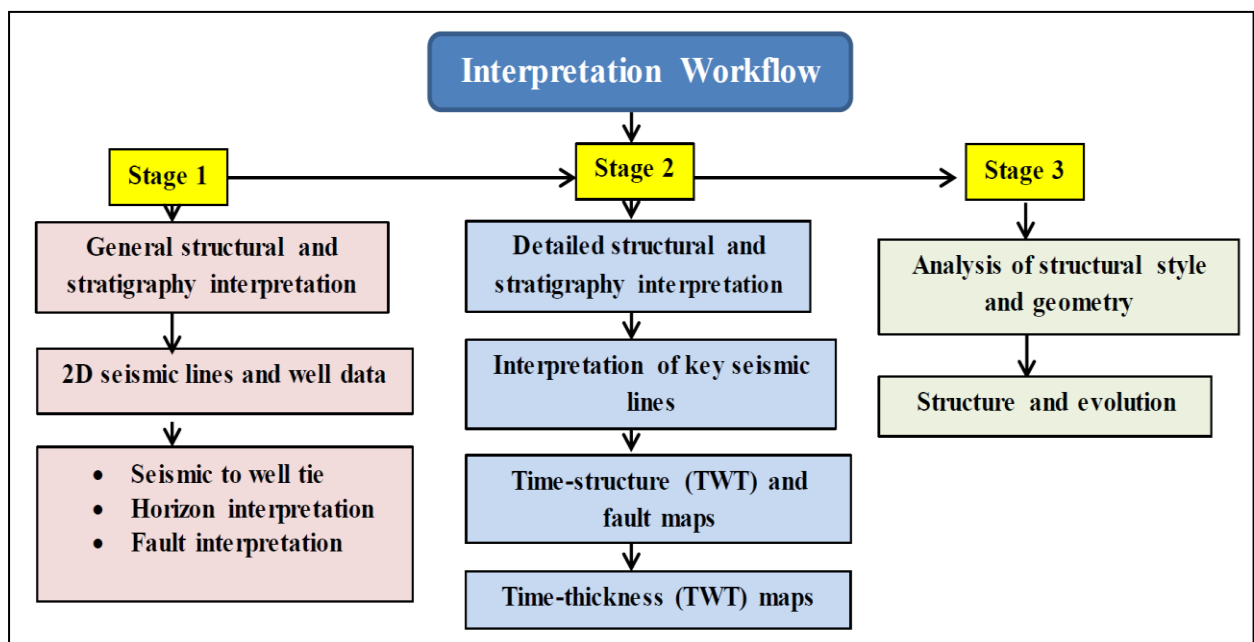 Interpretation Workflow
Stage 1
Stage 2
Stage 3
General structural and
stratigraphy interpretation
2D seismic lines and well data
• Seismic to well tie
• Horizon interpretation
• Fault interpretation
Detailed structural and
stratigraphy interpretation
Interpretation of key seismic
lines
Time-structure (TWT) and
fault maps
Time-thickness (TWT) maps
Analysis of structural style
and geometry
Structure and evolution